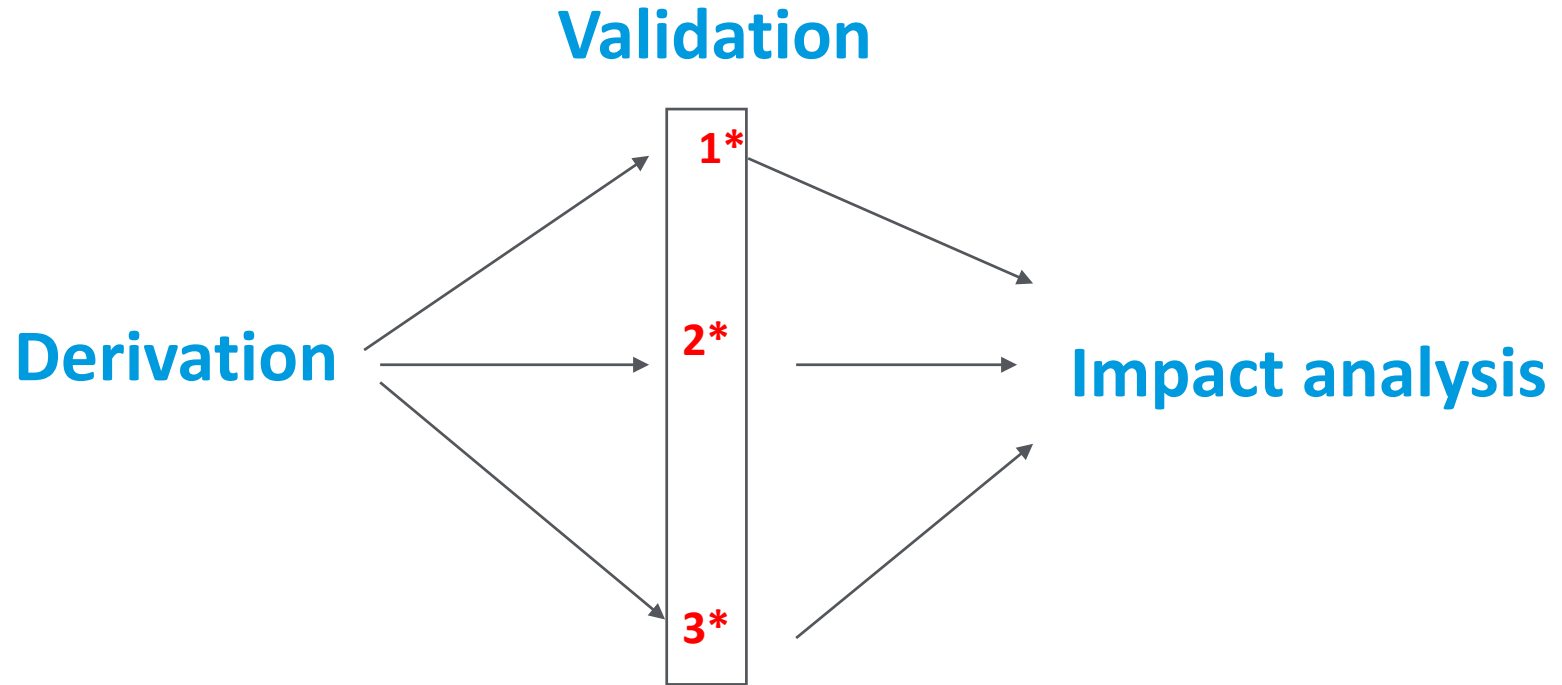 Validation
1*
2*
Derivation
Impact analysis
3*